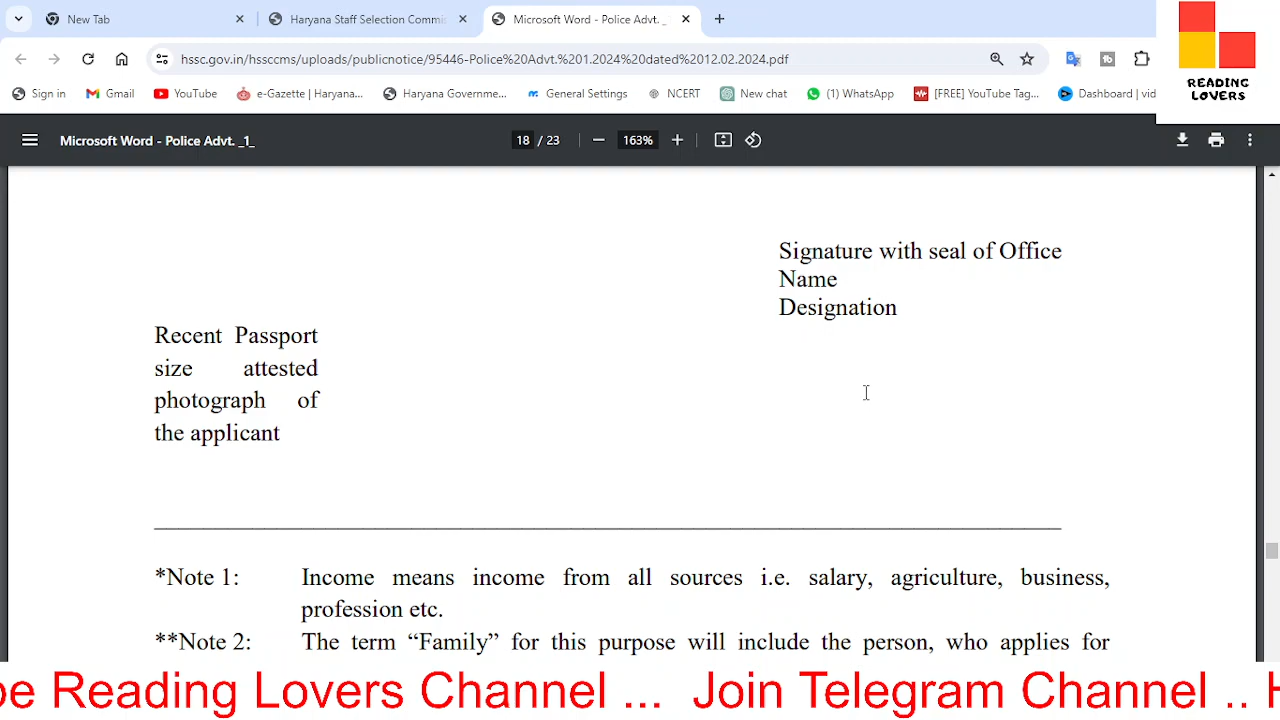 New Tab
Haryana Staff Selection Commi
Microsoft Word - Police Advt. _
hssc.gov.in/hssccms/uploads/publicnotice/95446-Police%20Advt.%201.2024%20dated%2012.02.2024.pdf
Sign in
Gmail
YouTube
e-Gazette | Haryana...
Haryana Governme...
General Settings
NCERT
New chat
(1) WhatsApp
[FREE] YouTube Tag...
Dashboard | vid
READING
LOVERS
Microsoft Word - Police Advt. _1_
18 / 23
163%
Signature with seal of Office
Name
Designation
Recent Passport
size attested
photograph of
the applicant
*Note 1: Income means income from all sources i.e. salary, agriculture, business,
profession etc.
**Note 2: The term “Family” for this purpose will include the person, who applies for
be Reading Lovers Channel ... Join Telegram Channel .. H